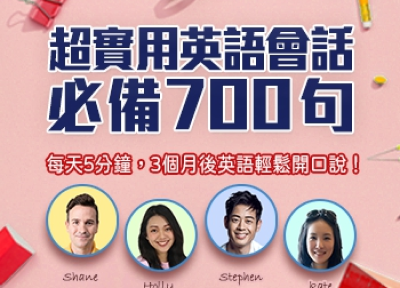 超實用英語會話
必備700句
每天5分鐘，3個月後英語輕鬆開口說！
Shane
Holly
Stephen
Kate